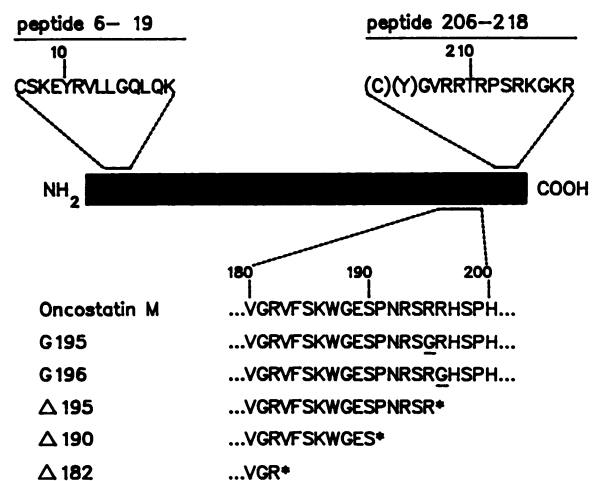 peptide 6–19
peptide 206–218
10
210
CSKEYRVLLGQLQK
(C)(Y)GVRRTRPSRKGKR
NH2
COOH
180
190
200
Oncostatin M ...VGRVFSKWGESPNRSRRHSPH...
G195 ...VGRVFSKWGESPNRSGRHSPH...
G196 ...VGRVFSKWGESPNRSRGHSPH...
Δ195 ...VGRVFSKWGESPNRSR*
Δ190 ...VGRVFSKWGES*
Δ182 ...VGR*